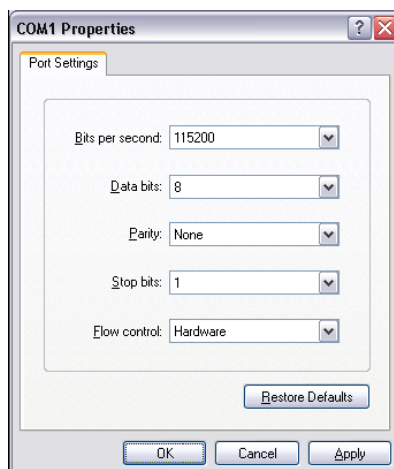 COM1 Properties
Port Settings
Bits per second: 115200
Data bits: 8
Parity: None
Stop bits: 1
Flow control: Hardware
Restore Defaults
OK Cancel Apply